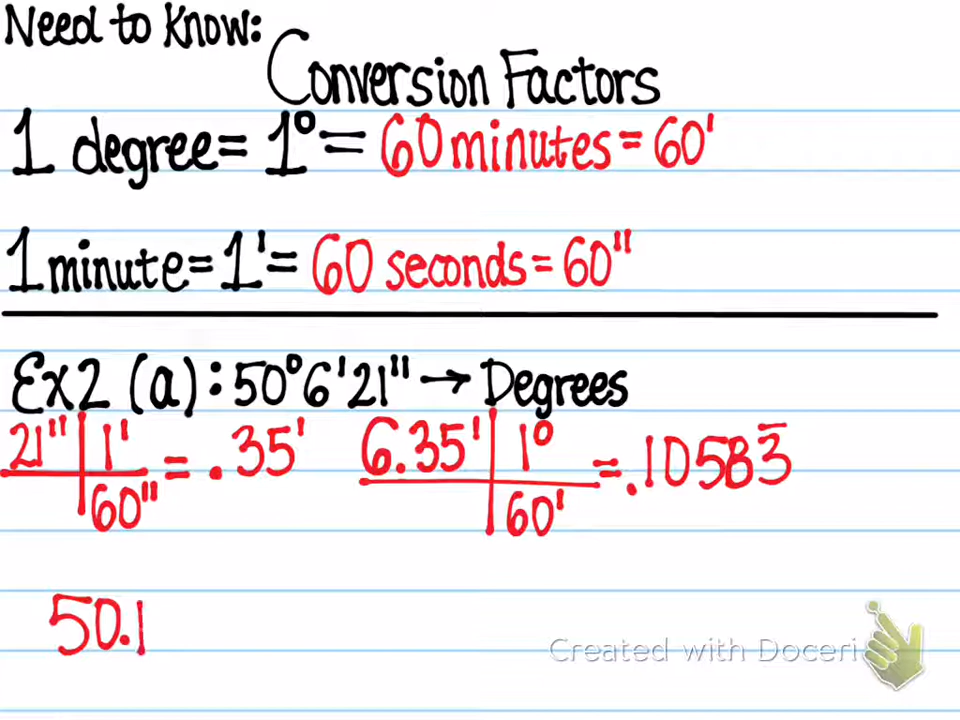 Need to Know:
Conversion Factors
1 degree = 1° = 60 minutes = 60'
1 minute = 1' = 60 seconds = 60"
Ex2 (a): 50°6'21" → Degrees
21" | 1' = .35' 6.35' | 1° = .10583̅
60" 60'
50.1
Created with Doceri